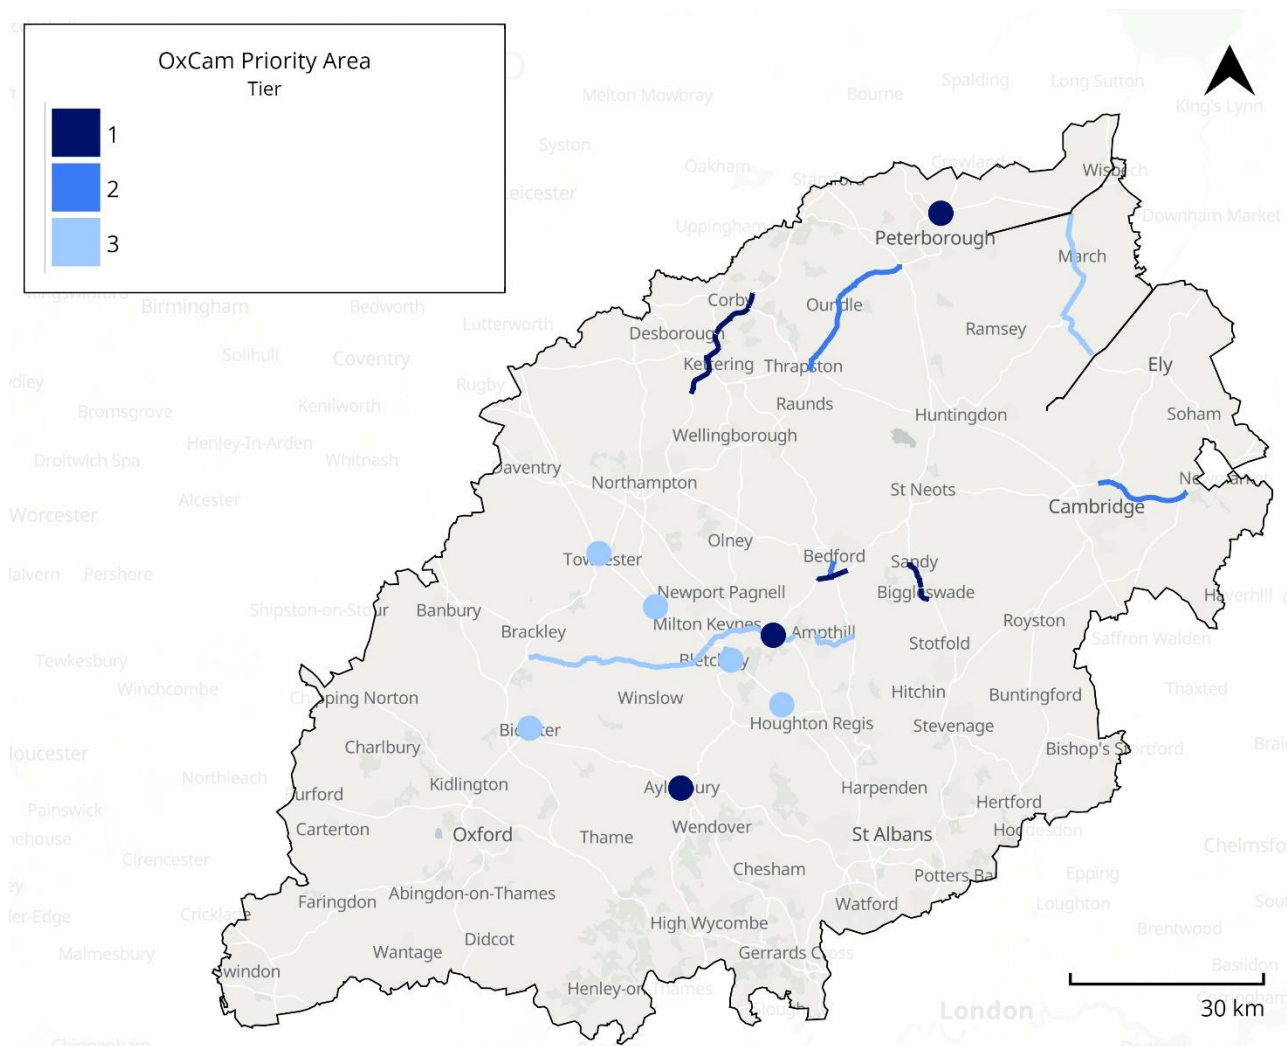 OxCam Priority Area
Tier
1
2
3
Melton Mowbray
Bourne
Spalding
Long Sutton
King's Lynn
Syston
Oakham
Stamford
Crowland
Wisbech
Leicester
Uppingham
Downham Market
Peterborough
March
Birmingham
Bedworth
Corby
Oundle
Lutterworth
Desborough
Ramsey
Solihull
Coventry
Kettering
Thrapston
Ely
Rugby
Bromsgrove
Kenilworth
Raunds
Huntingdon
Soham
Henley-In-Arden
Wellingborough
Droitwich Spa
Whitnash
Daventry
Northampton
Newmarket
Alcester
St Neots
Worcester
Cambridge
Olney
Towcester
Bedford
Sandy
Malvern
Pershore
Newport Pagnell
Biggleswade
Haverhill
Shipston-on-Stour
Banbury
Milton Keynes
Ampthill
Royston
Brackley
Stotfold
Saffron Walden
Tewkesbury
Bletchley
Winchcombe
Chipping Norton
Winslow
Hitchin
Buntingford
Thaxted
Houghton Regis
Stevenage
Bicester
Charlbury
Bishop's Stortford
Gloucester
Northleach
Kidlington
Aylesbury
Harpenden
Burford
Painswick
Hertford
Carterton
Oxford
Thame
Wendover
St Albans
Hoddesdon
Cirencester
Chelmsfo
Chesham
Epping
Potters Bar
Abingdon-on-Thames
Faringdon
Watford
Loughton
Cricklade
High Wycombe
Brentwood
Didcot
Malmesbury
Wantage
Gerrards Cross
Basildon
Swindon
Henley-on-Thames
Slough
London
30 km
Chippenham